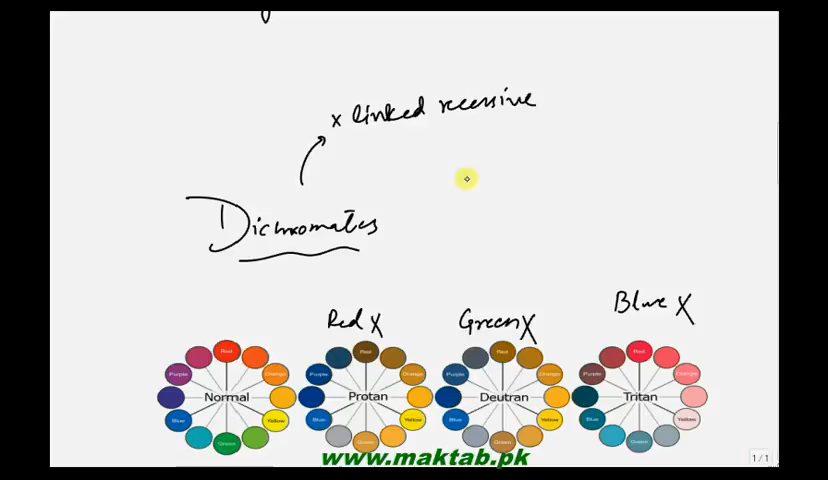 x linked recessive
Dichromates
Red X Green X Blue X
Red Red Red Red
Purple Orange Purple Orange Purple Orange Purple Orange
Normal Protan Deutran Tritan
Blue Yellow Blue Yellow Blue Yellow Blue Yellow
Green Green Green Green
www.maktab.pk
1 / 1